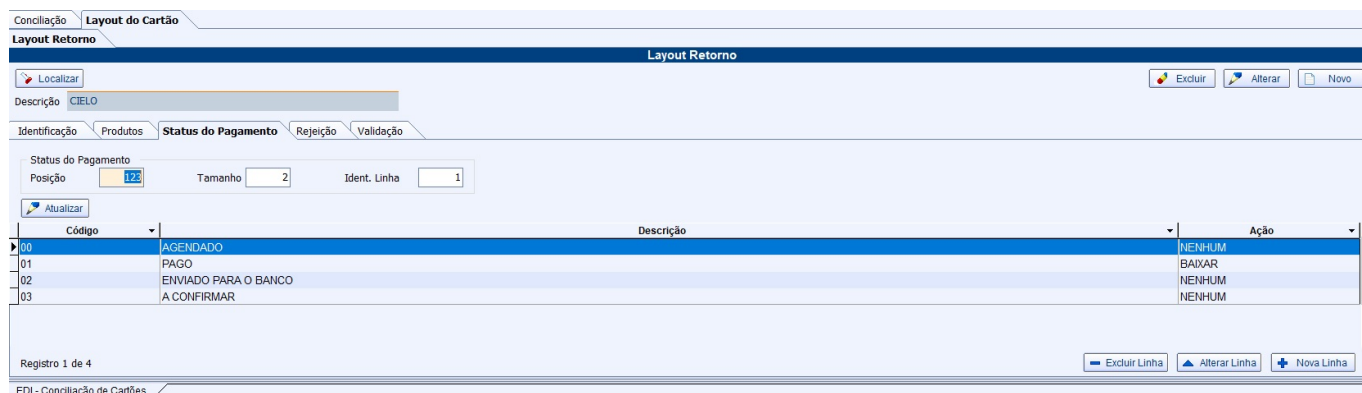 Conciliação Layout do Cartão
Layout Retorno
Layout Retorno
Localizar Excluir Alterar Novo
Descrição CIELO
Identificação Produtos Status do Pagamento Rejeição Validação
Status do Pagamento
Posição 123 Tamanho 2 Ident. Linha 1
Atualizar
Código Descrição Ação
00 AGENDADO NENHUM
01 PAGO BAIXAR
02 ENVIADO PARA O BANCO NENHUM
03 A CONFIRMAR NENHUM
Registro 1 de 4 Excluir Linha Alterar Linha Nova Linha
EDI - Conciliação de Cartões